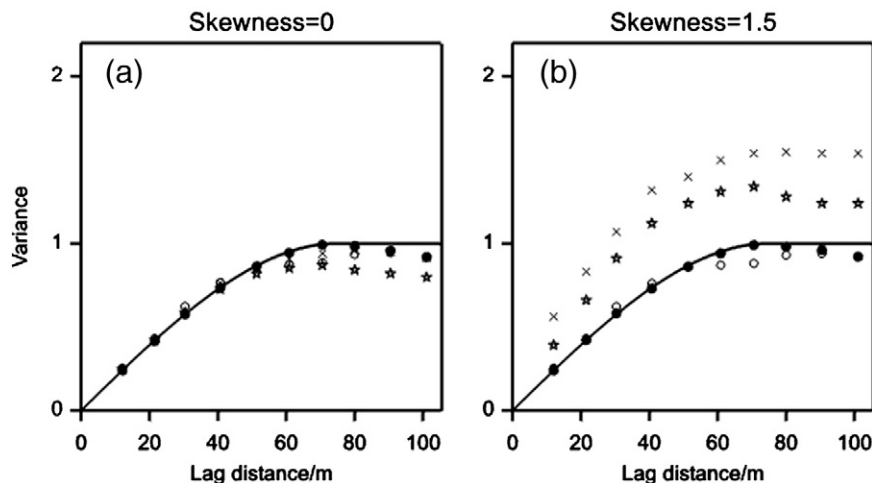 Skewness=0
Skewness=1.5
(a)
(b)
2
1
0
Variance
0 20 40 60 80 100
Lag distance/m
2
1
0
0 20 40 60 80 100
Lag distance/m